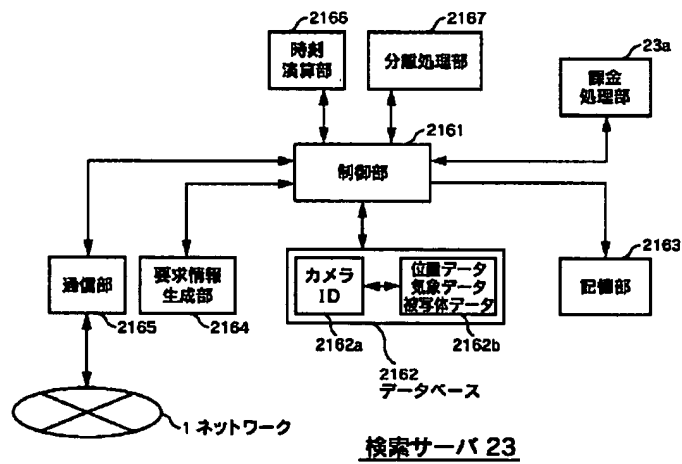 2166
時刻
演算部
2167
分離処理部
23a
課金
処理部
2161
制御部
通信部
2165
要求情報
生成部
2164
カメラ
ID
2162a
位置データ
気象データ
被写体データ
2162b
2162
データベース
2163
記憶部
1 ネットワーク
検索サーバ 23